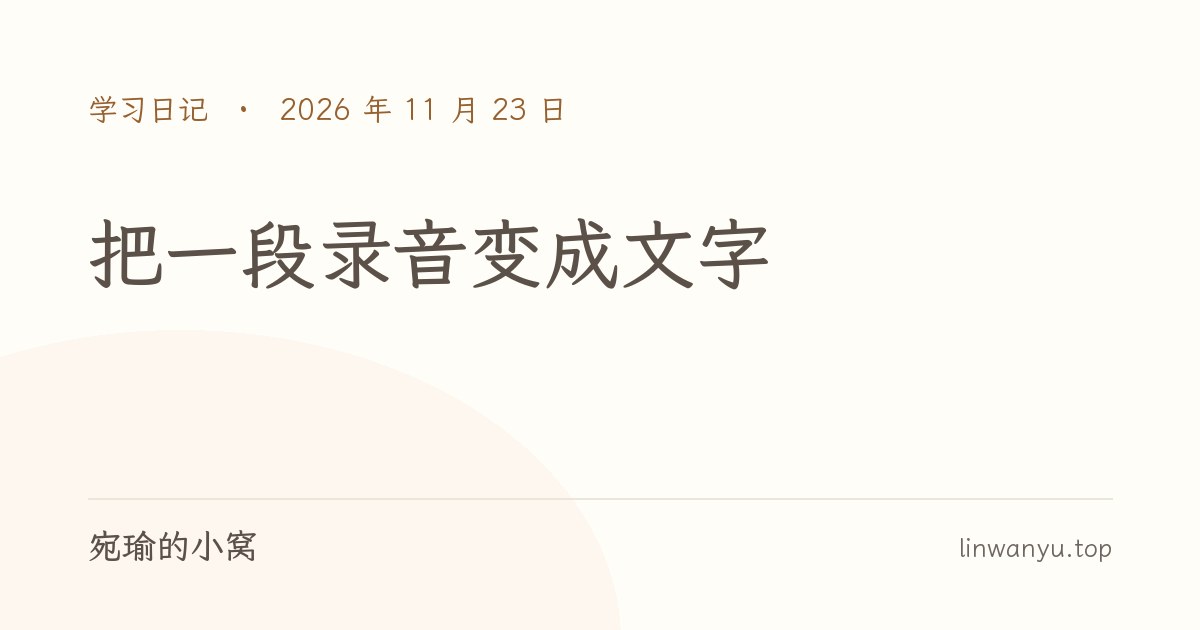 学习日记 · 2026 年 11 月 23 日
把一段录音变成文字
宛瑜的小窝
linwanyu.top